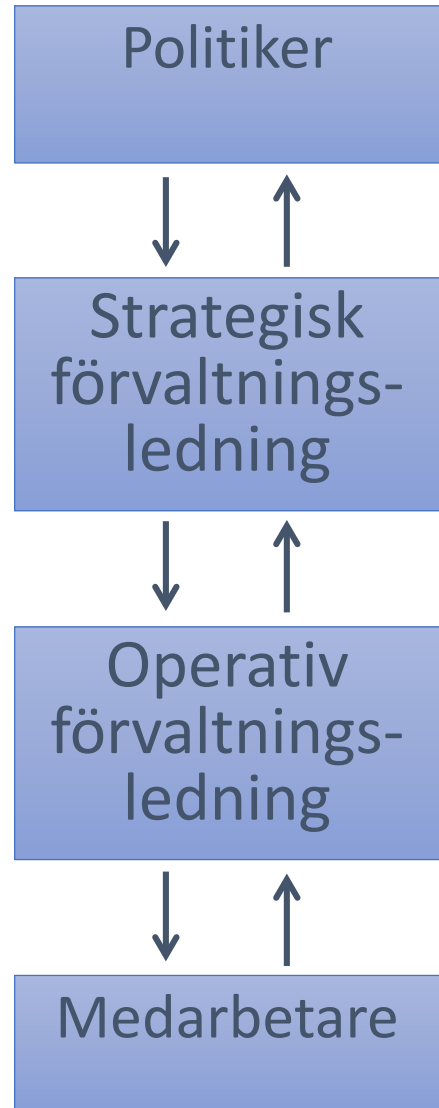 Politiker
Strategisk
förvaltnings-
ledning
Operativ
förvaltnings-
ledning
Medarbetare